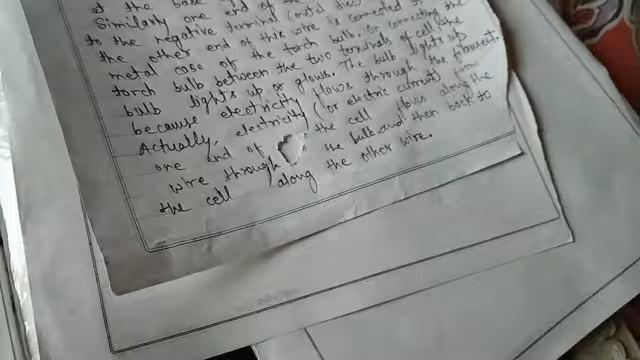 at the base
Similarly one end of the
to the negative terminal (metal disc)
the other end of this wire is connected to
metal case of the torch bulb. on connecting the
torch bulb between the two terminals of cell, the
bulb lights up or glows. The bulb lights up
because electricity flows through the filament.
Actually, electricity (or electric current) from
one end of the cell flows along the
wire through the bulb and then back to
the cell along the other wire.